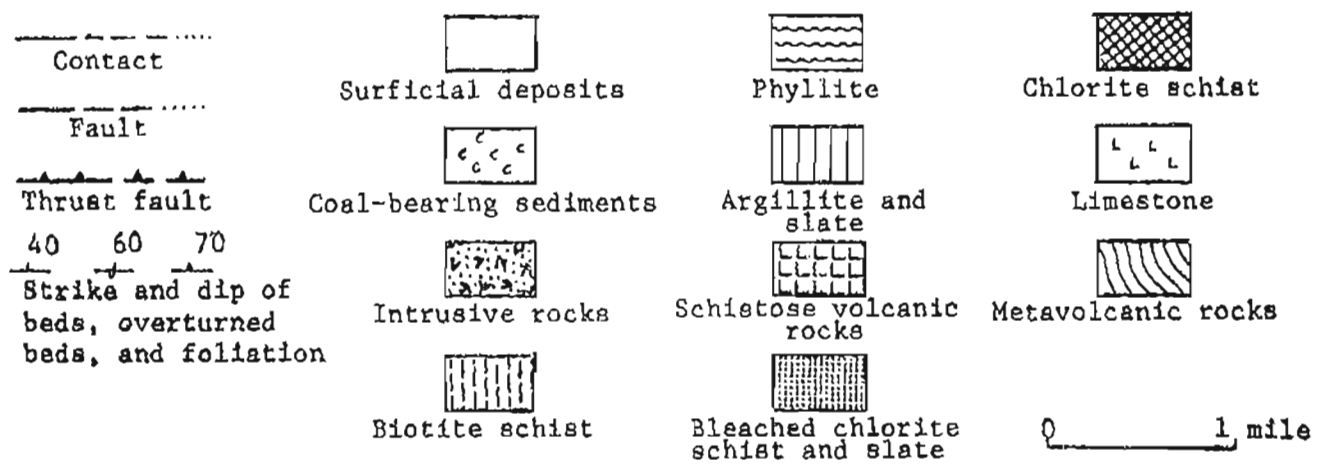 Contact
Fault
Thrust fault
40 60 70
Strike and dip of
beds, overturned
beds, and foliation
Surficial deposits
Coal-bearing sediments
Intrusive rocks
Biotite schist
Phyllite
Argillite and
slate
Schistose volcanic
rocks
Bleached chlorite
schist and slate
Chlorite schist
Limestone
Metavolcanic rocks
0 1 mile